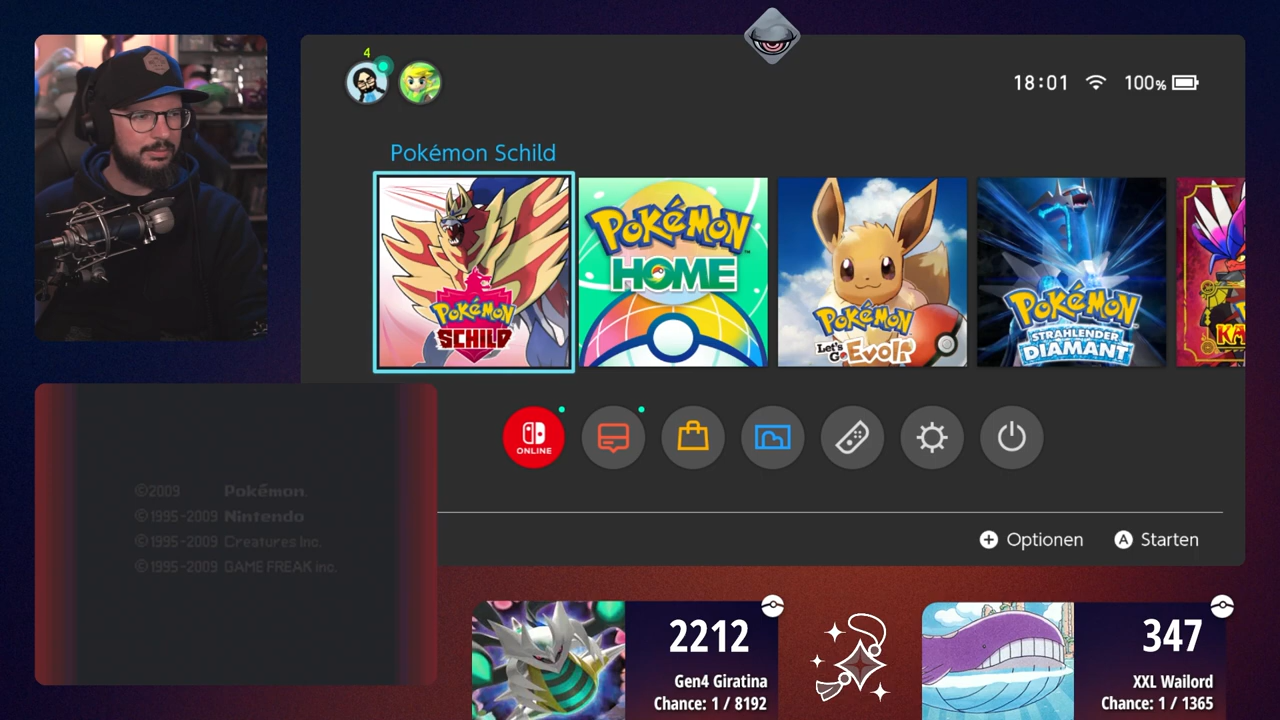 4
18:01
100%
Pokémon Schild
POKÉMON
SCHILD
POKÉMON
HOME
POKÉMON
Let's Go Evoli
POKÉMON
STRAHLENDER
DIAMANT
KA
ONLINE
©2009 Pokémon.
©1995-2009 Nintendo
©1995-2009 Creatures Inc.
©1995-2009 GAME FREAK inc.
Optionen
A Starten
2212
Gen4 Giratina
Chance: 1 / 8192
347
XXL Wailord
Chance: 1 / 1365